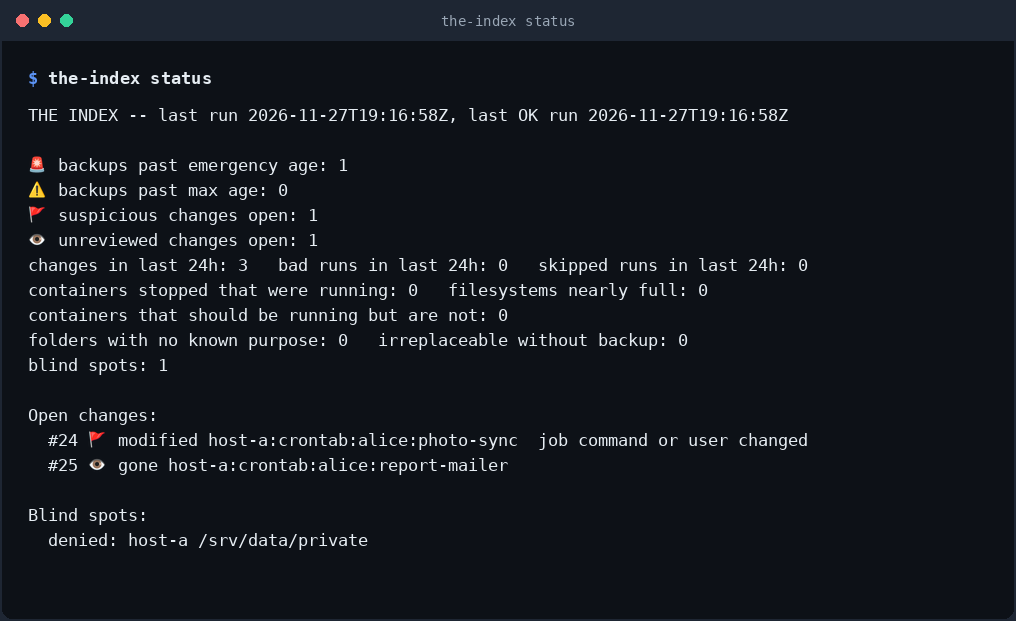 the-index status
$ the-index status
THE INDEX -- last run 2026-11-27T19:16:58Z, last OK run 2026-11-27T19:16:58Z
🚨 backups past emergency age: 1
⚠️ backups past max age: 0
🚩 suspicious changes open: 1
👁️ unreviewed changes open: 1
changes in last 24h: 3   bad runs in last 24h: 0   skipped runs in last 24h: 0
containers stopped that were running: 0   filesystems nearly full: 0
containers that should be running but are not: 0
folders with no known purpose: 0   irreplaceable without backup: 0
blind spots: 1
Open changes:
  #24 🚩 modified host-a:crontab:alice:photo-sync  job command or user changed
  #25 👁️ gone host-a:crontab:alice:report-mailer
Blind spots:
  denied: host-a /srv/data/private